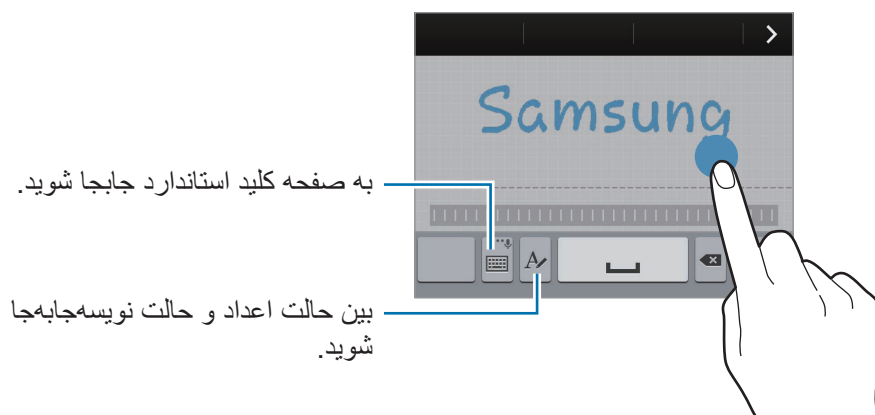 Samsung
به صفحه کلید استاندارد جابجا شوید.
بین حالت اعداد و حالت نویسه‌جابه‌جا
شوید.